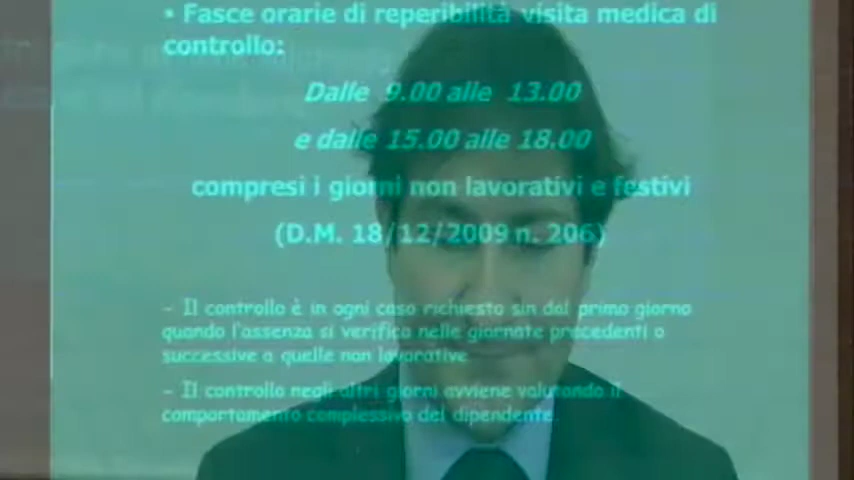 • Fasce orarie di reperibilità visita medica di
controllo:
Dalle 9.00 alle 13.00
e dalle 15.00 alle 18.00
compresi i giorni non lavorativi e festivi
(D.M. 18/12/2009 n. 206)
– Il controllo è in ogni caso richiesto sin dal primo giorno
quando l'assenza si verifica nelle giornate precedenti o
successive a quelle non lavorative
– Il controllo negli altri giorni avviene valutando il
comportamento complessivo del dipendente.